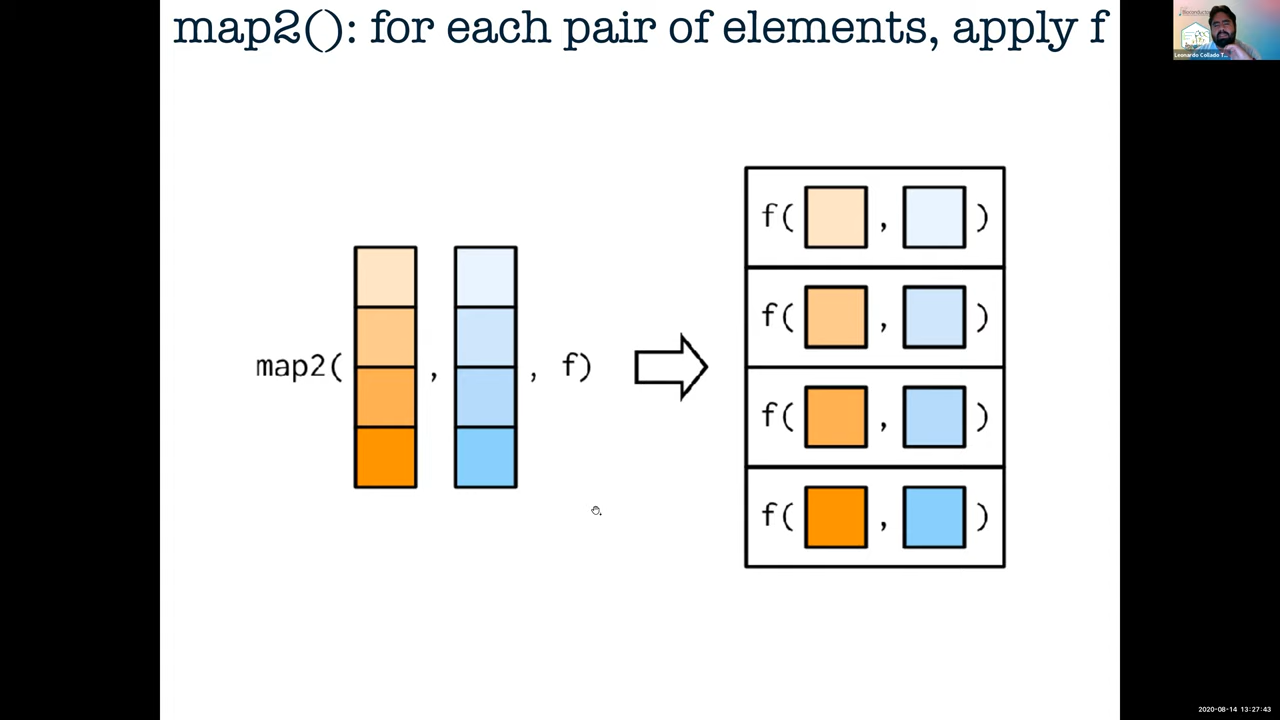 map2(): for each pair of elements, apply f
Leonardo Collado T...
f( , )
f( , )
map2( , , f)
f( , )
f( , )
2020-08-14 13:27:43